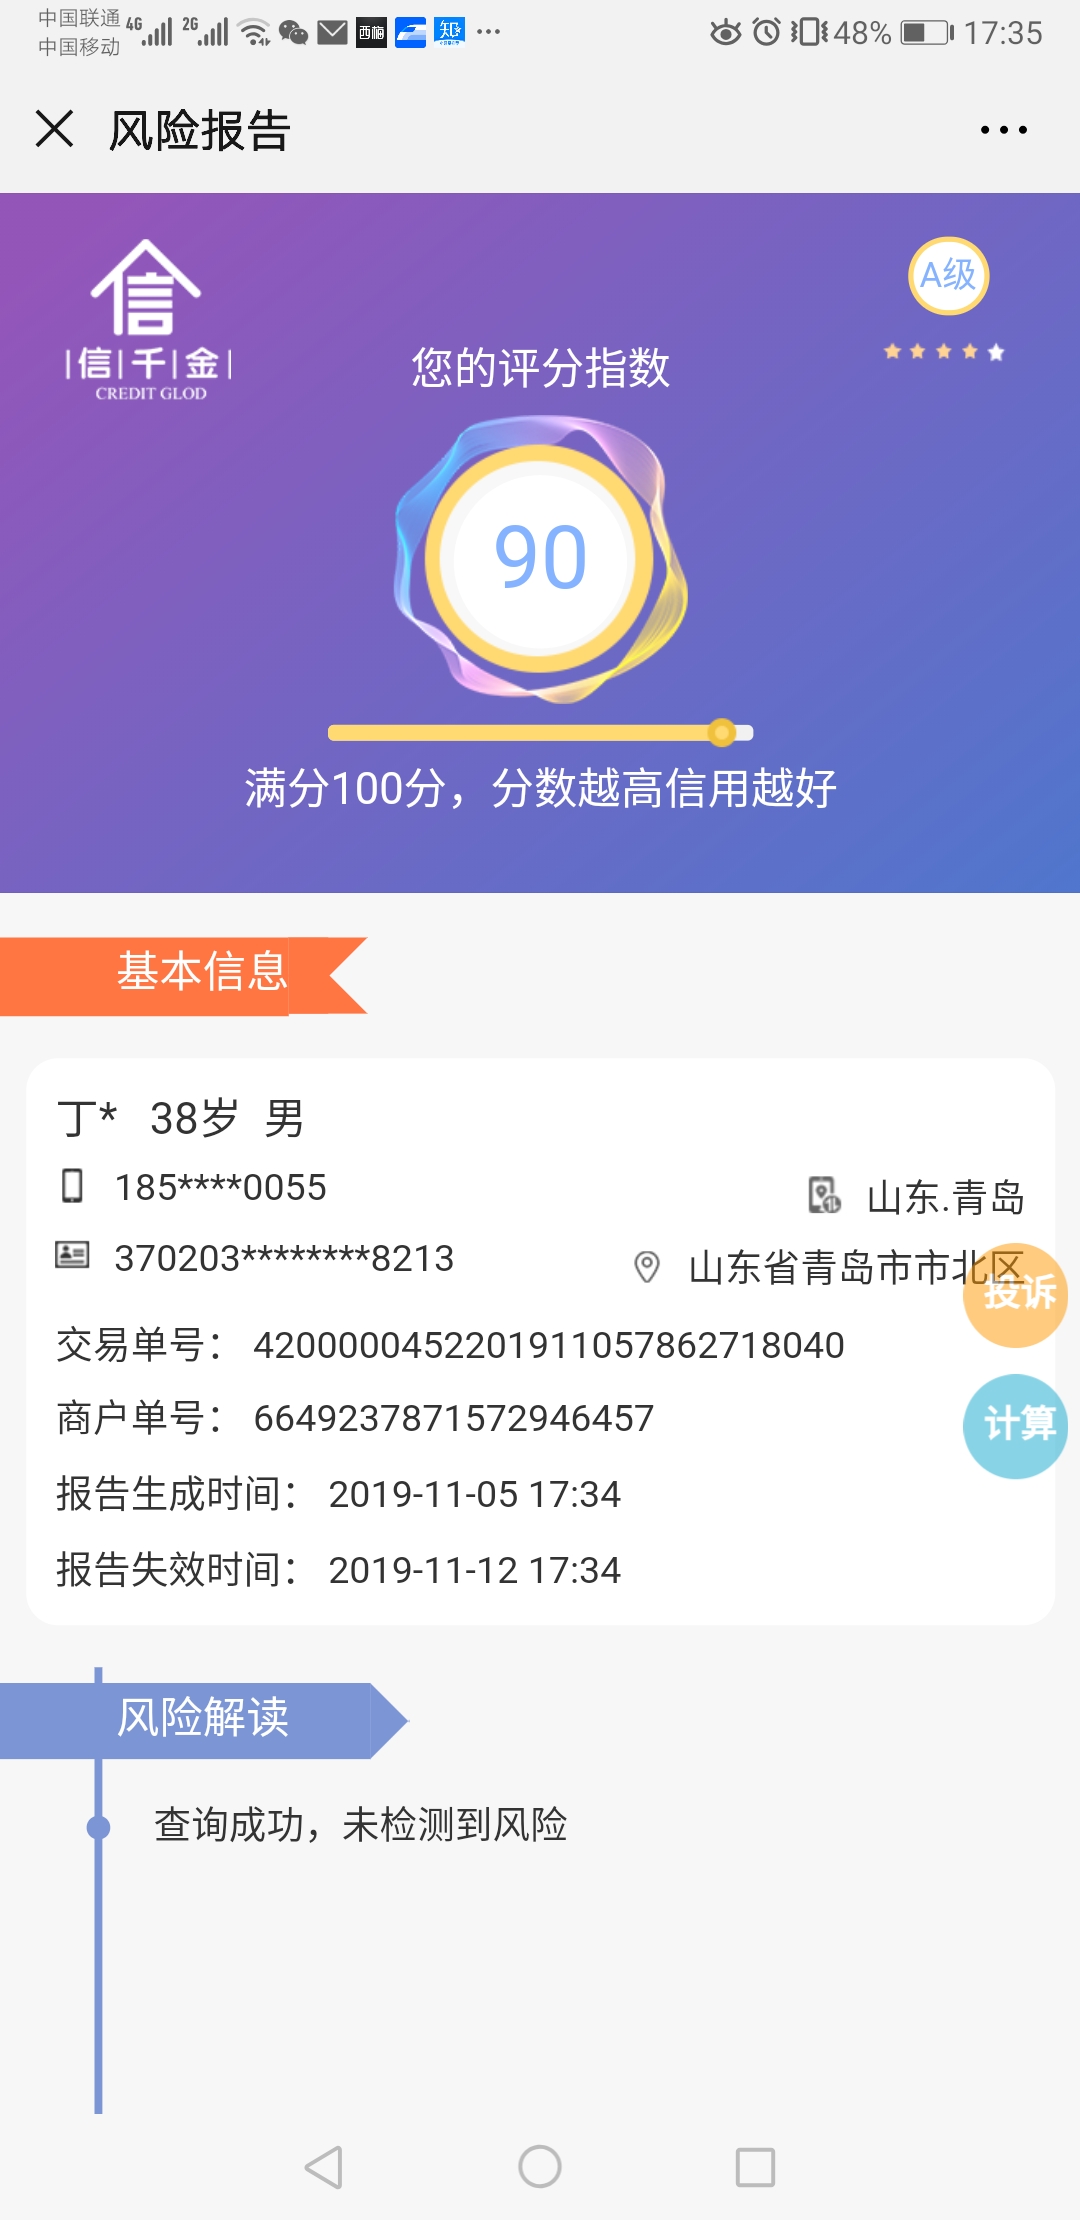 中国联通 4G 2G 西梅 知 48% 17:35
中国移动
风险报告
A级
信千金
CREDIT GLOD
您的评分指数
90
满分100分，分数越高信用越好
基本信息
丁* 38岁 男
185****0055 山东.青岛
370203********8213 山东省青岛市市北区
投诉
交易单号： 4200000452201911057862718040
商户单号： 6649237871572946457
计算
报告生成时间： 2019-11-05 17:34
报告失效时间： 2019-11-12 17:34
风险解读
查询成功，未检测到风险